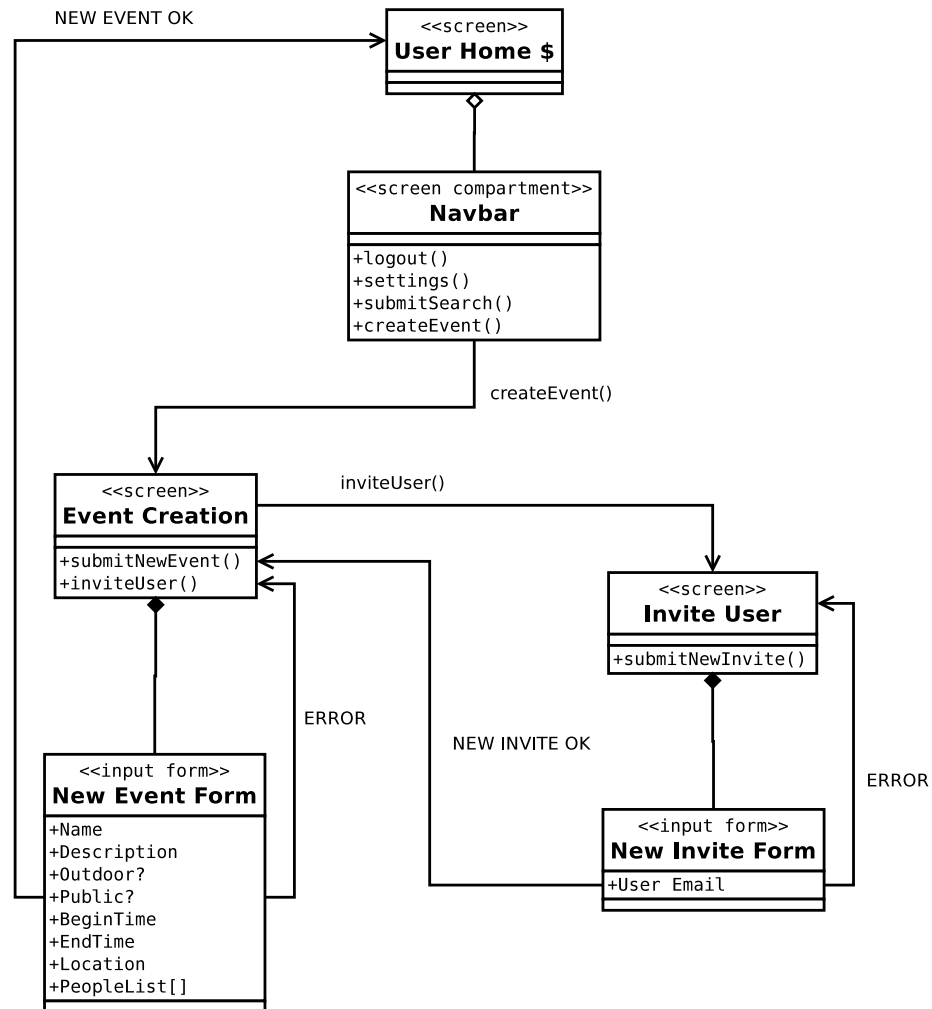 NEW EVENT OK
<<screen>>
User Home $
<<screen compartment>>
Navbar
+logout()
+settings()
+submitSearch()
+createEvent()
createEvent()
<<screen>>
Event Creation
+submitNewEvent()
+inviteUser()
inviteUser()
<<screen>>
Invite User
+submitNewInvite()
ERROR
NEW INVITE OK
ERROR
<<input form>>
New Event Form
+Name
+Description
+Outdoor?
+Public?
+BeginTime
+EndTime
+Location
+PeopleList[]
<<input form>>
New Invite Form
+User Email